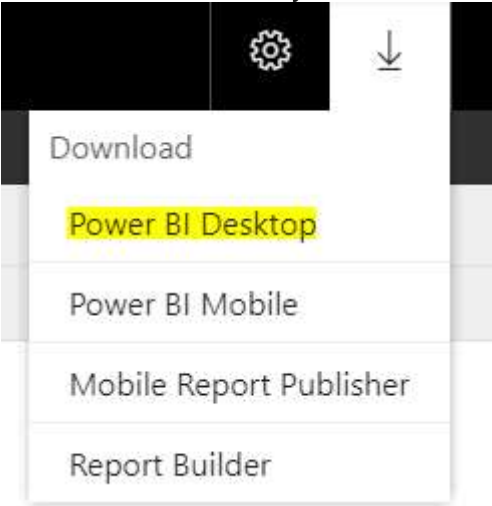 Download
Power BI Desktop
Power BI Mobile
Mobile Report Publisher
Report Builder